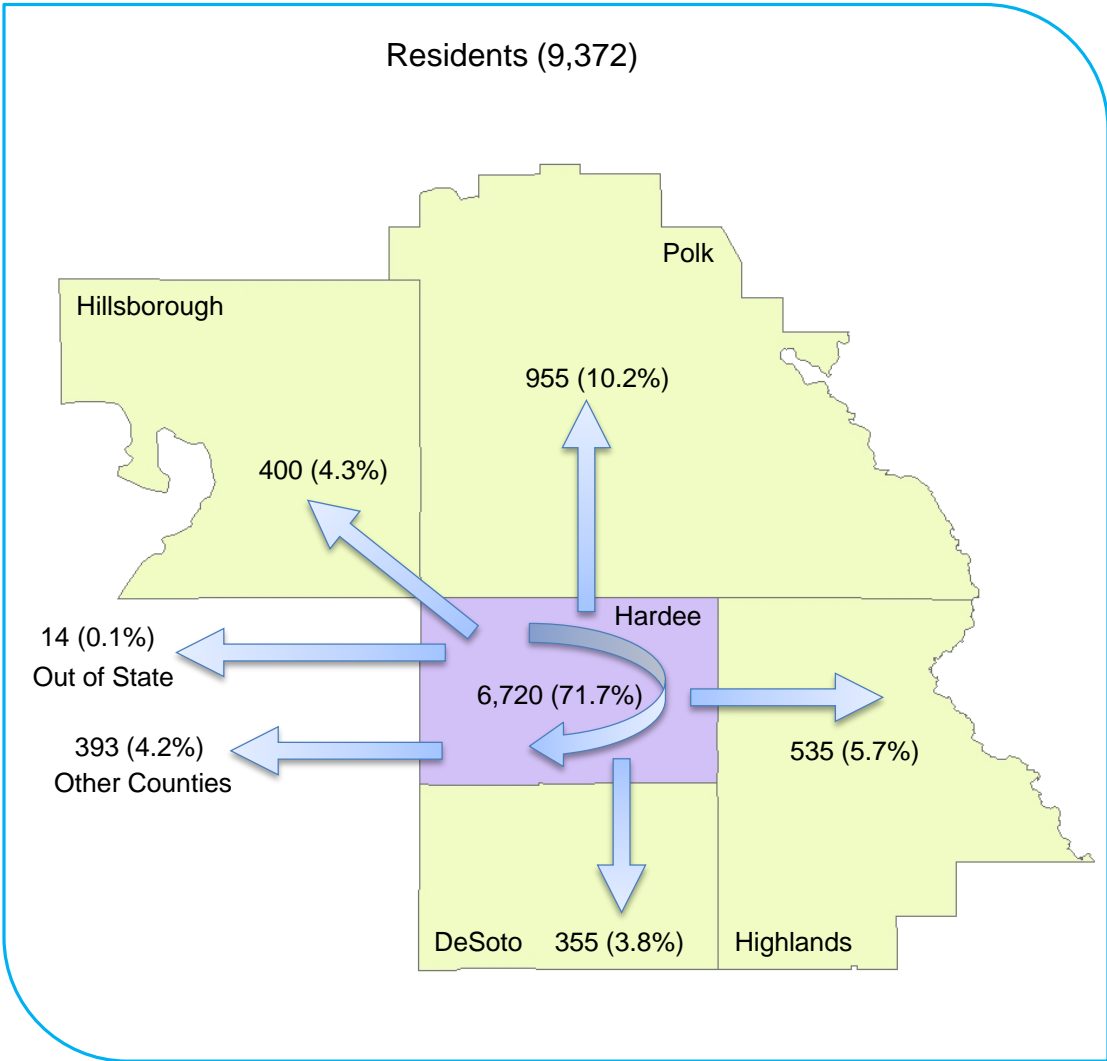 Residents (9,372)
Polk
Hillsborough
955 (10.2%)
400 (4.3%)
Hardee
14 (0.1%)
Out of State
6,720 (71.7%)
393 (4.2%)
Other Counties
535 (5.7%)
DeSoto
355 (3.8%)
Highlands